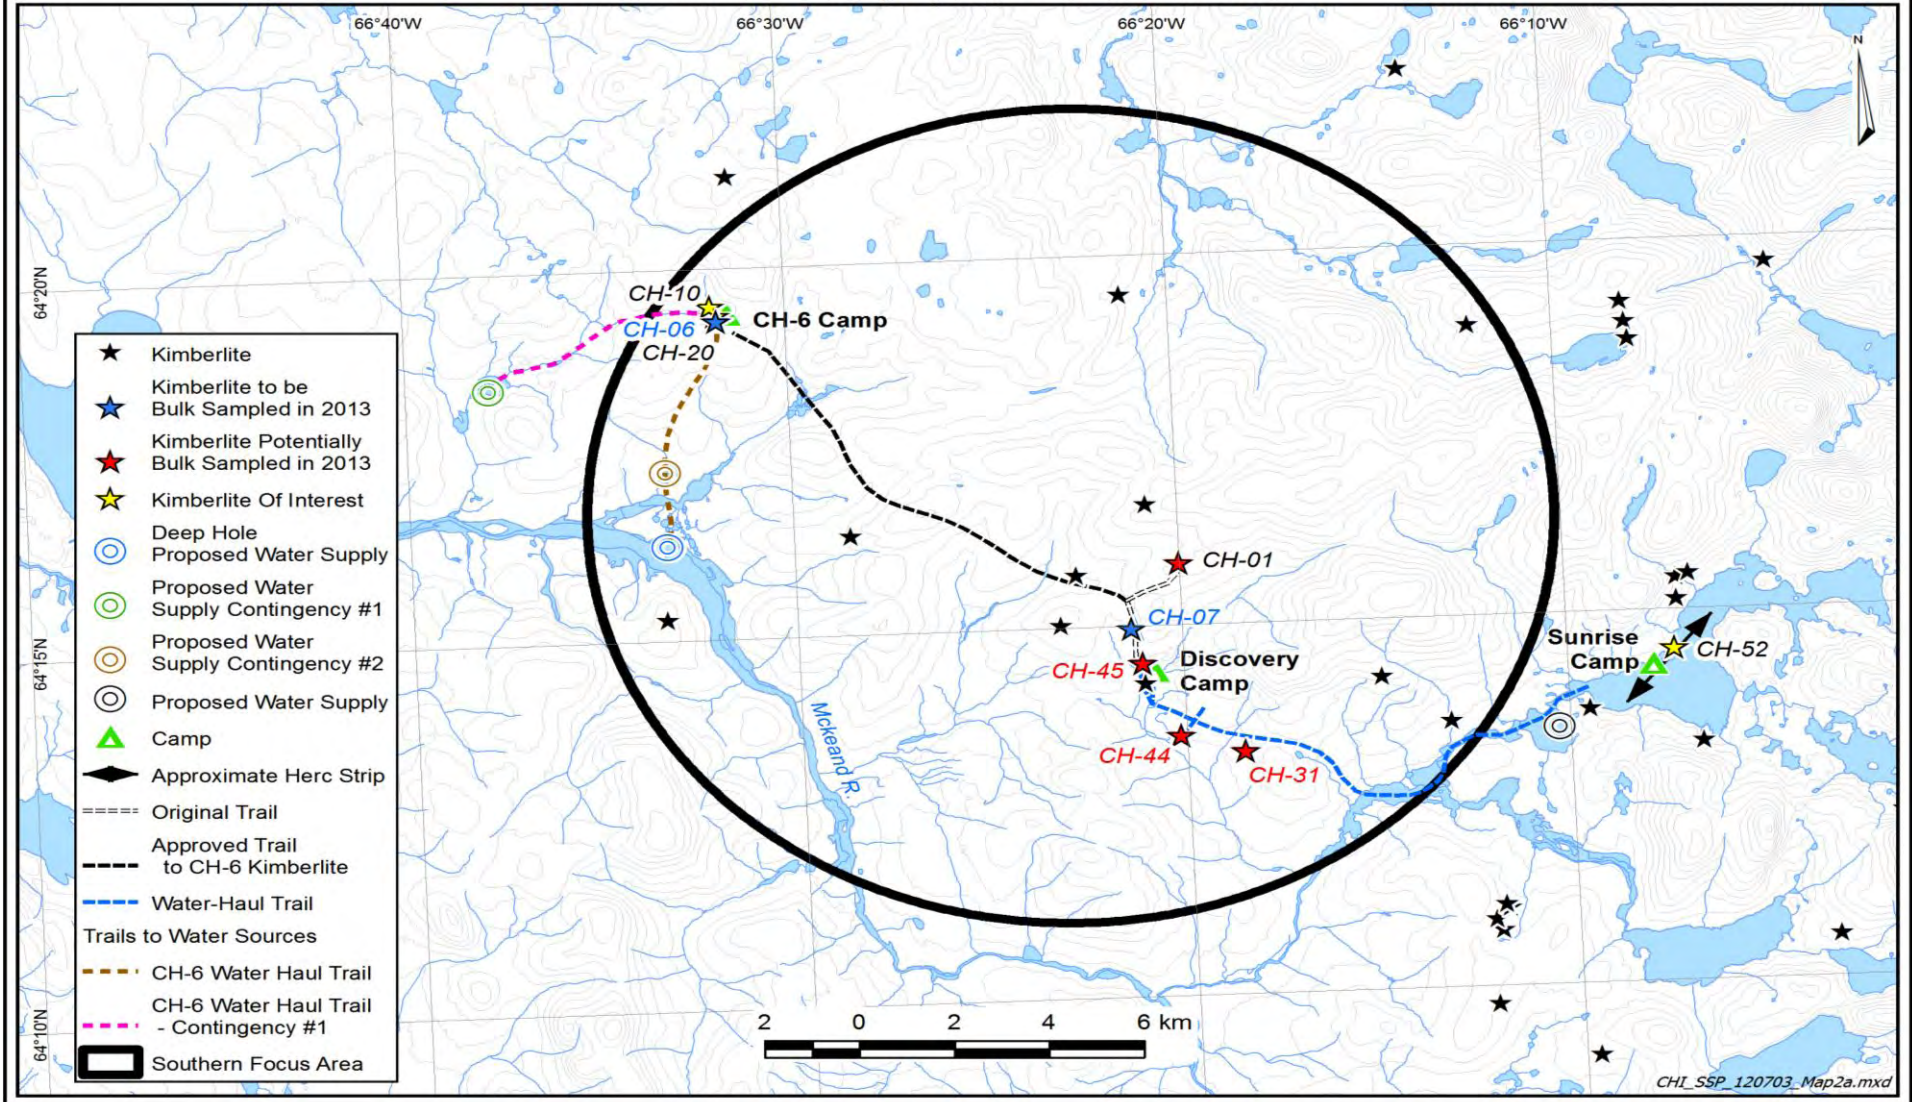 66°40'W
66°30'W
66°20'W
66°10'W
N
64°20'N
64°15'N
64°10'N
CH-10
CH-06
CH-20
CH-6 Camp
CH-01
CH-07
CH-45
Discovery
Camp
CH-44
CH-31
Sunrise
Camp
CH-52
Mckeand R.
Kimberlite
Kimberlite to be
Bulk Sampled in 2013
Kimberlite Potentially
Bulk Sampled in 2013
Kimberlite Of Interest
Deep Hole
Proposed Water Supply
Proposed Water
Supply Contingency #1
Proposed Water
Supply Contingency #2
Proposed Water Supply
Camp
Approximate Herc Strip
Original Trail
Approved Trail
to CH-6 Kimberlite
Water-Haul Trail
Trails to Water Sources
CH-6 Water Haul Trail
CH-6 Water Haul Trail
- Contingency #1
Southern Focus Area
2 0 2 4 6 km
CHI_SSP_120703_Map2a.mxd